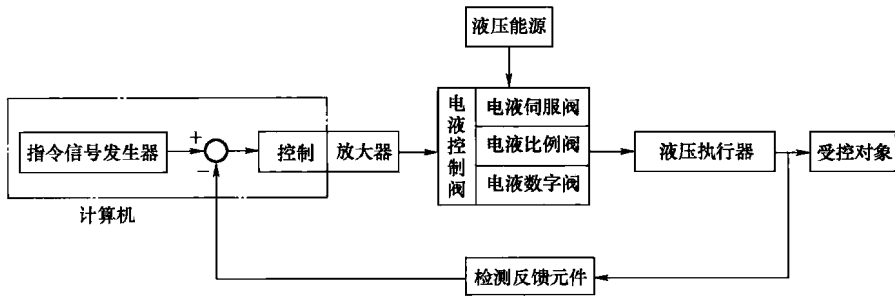 液压能源
指令信号发生器
+
−
控制
放大器
电液控制阀
电液伺服阀
电液比例阀
电液数字阀
液压执行器
受控对象
计算机
检测反馈元件